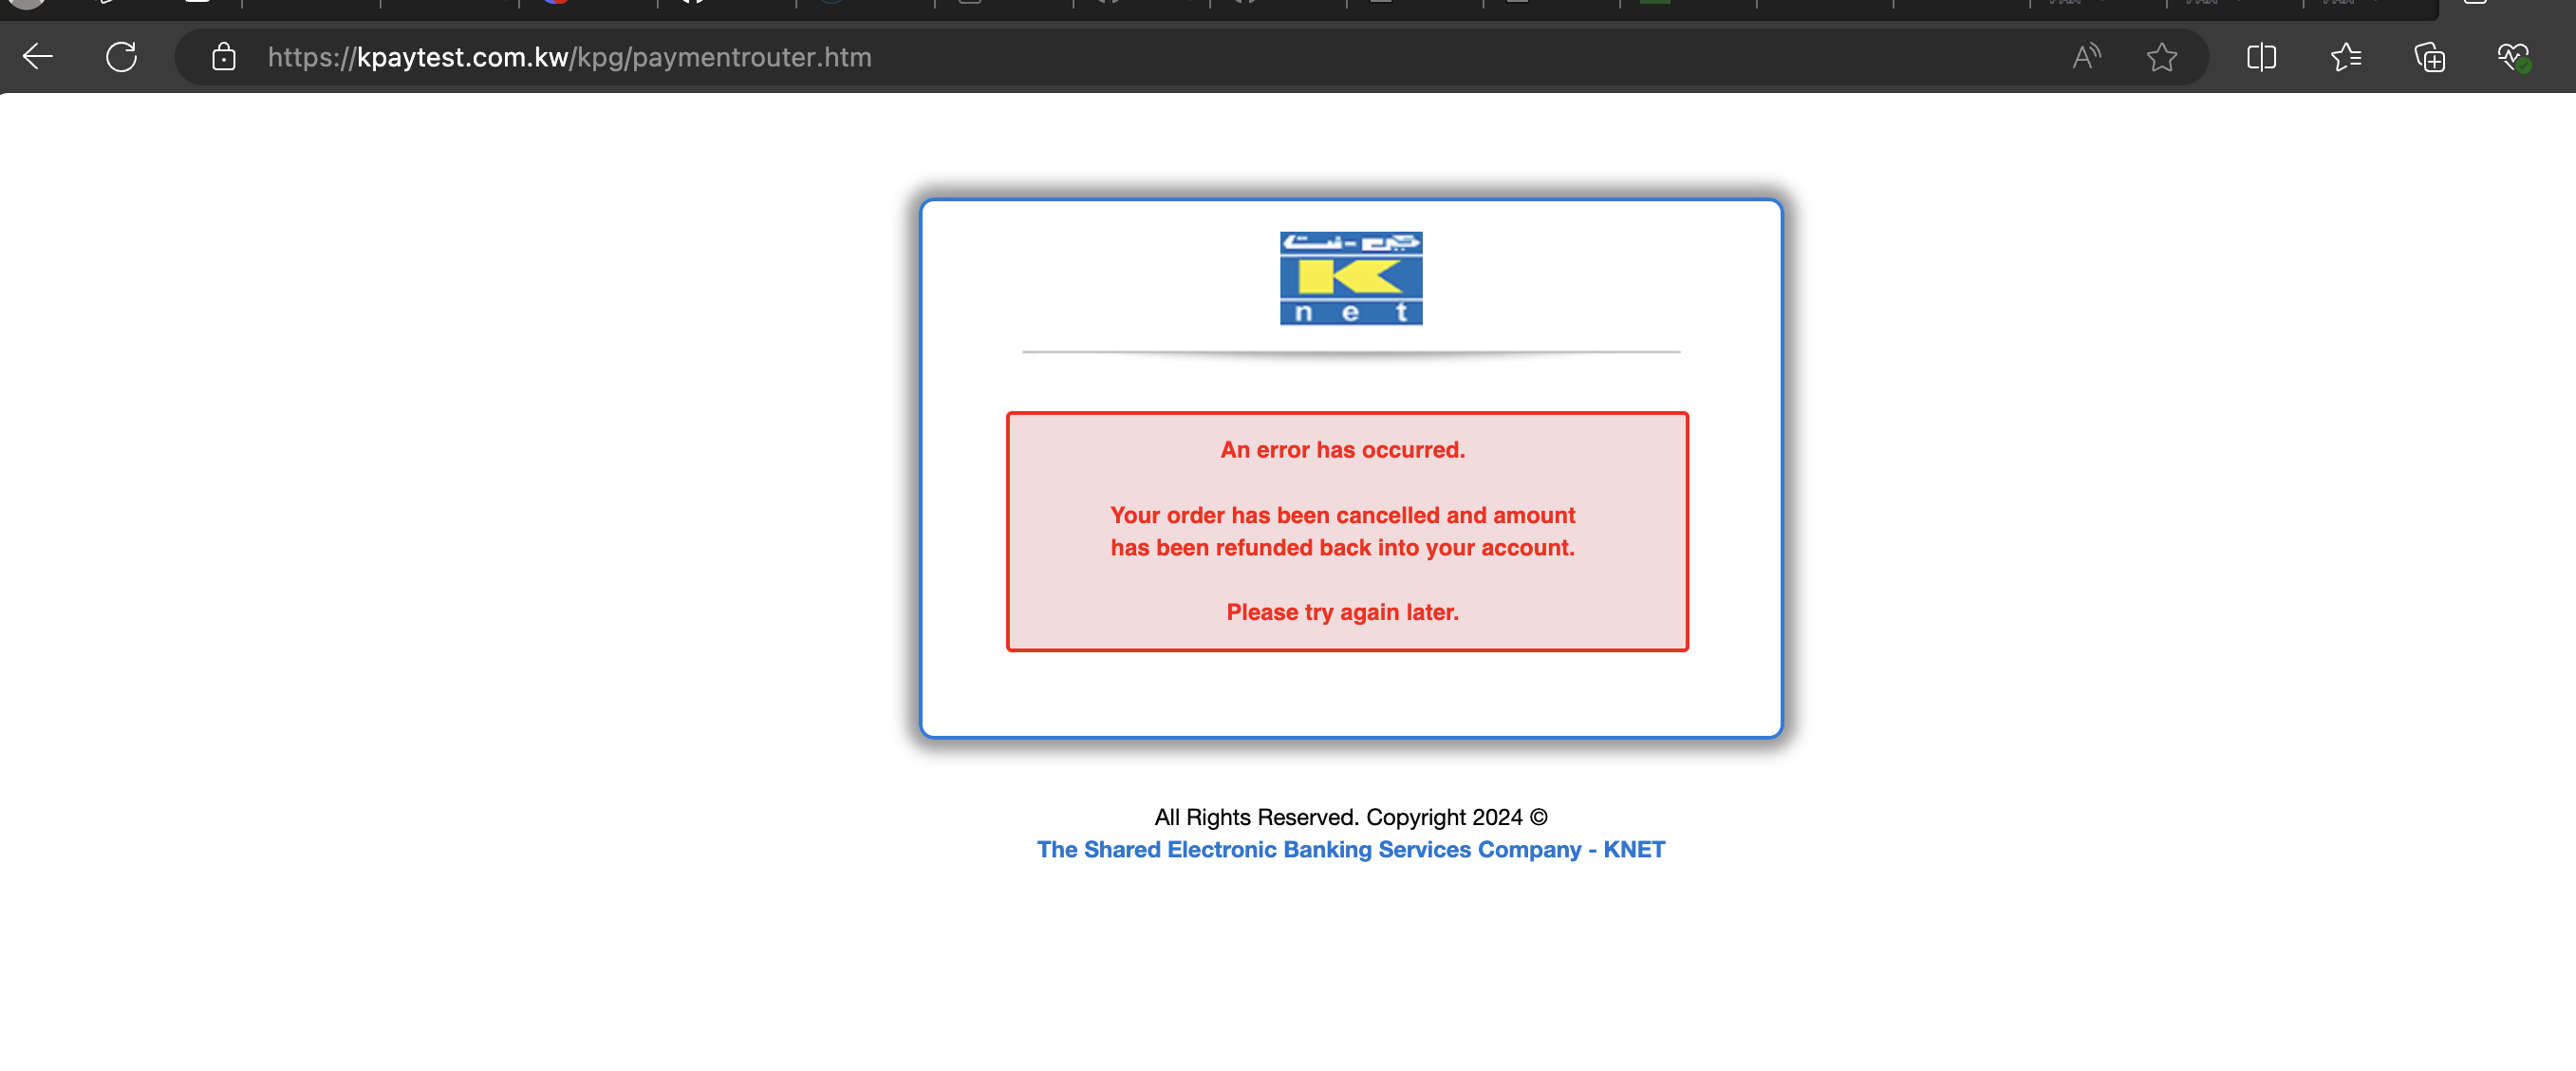 https://kpaytest.com.kw/kpg/paymentrouter.htm
كي-نت
K
net
An error has occurred.
Your order has been cancelled and amount
has been refunded back into your account.
Please try again later.
All Rights Reserved. Copyright 2024 ©
The Shared Electronic Banking Services Company - KNET